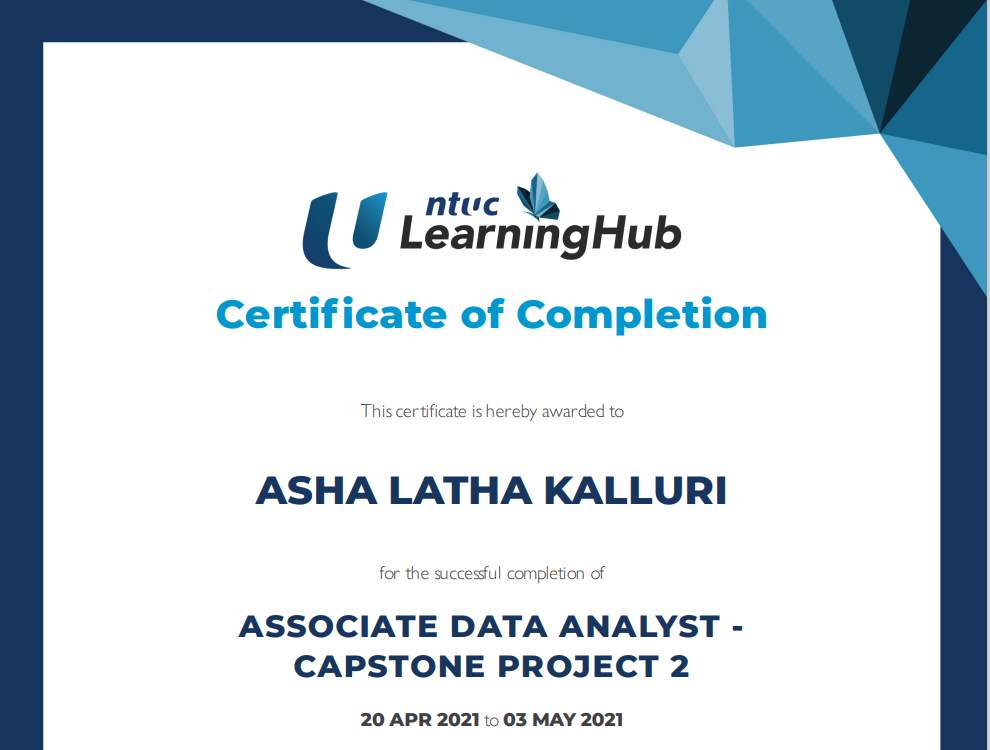 ntuc
LearningHub
Certificate of Completion
This certificate is hereby awarded to
ASHA LATHA KALLURI
for the successful completion of
ASSOCIATE DATA ANALYST -
CAPSTONE PROJECT 2
20 APR 2021 to 03 MAY 2021